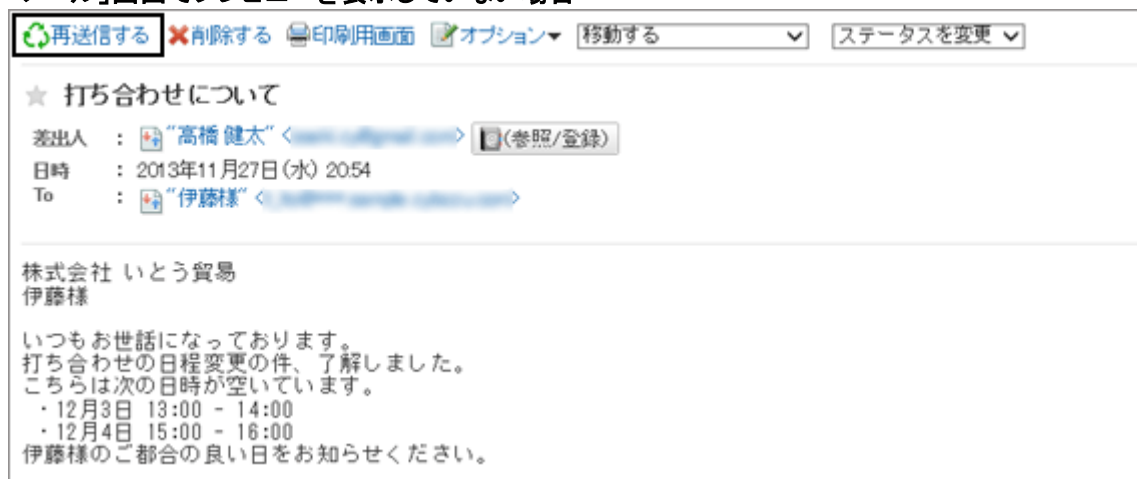 再送信する 削除する 印刷用画面 オプション▼ 移動する ステータスを変更
打ち合わせについて
差出人 : "高橋 健太" < > (参照/登録)
日時 : 2013年11月27日(水) 20:54
To : "伊藤様" < >
株式会社 いとう貿易
伊藤様
いつもお世話になっております。
打ち合わせの日程変更の件、了解しました。
こちらは次の日時が空いています。
・12月3日 13:00 - 14:00
・12月4日 15:00 - 16:00
伊藤様のご都合の良い日をお知らせください。